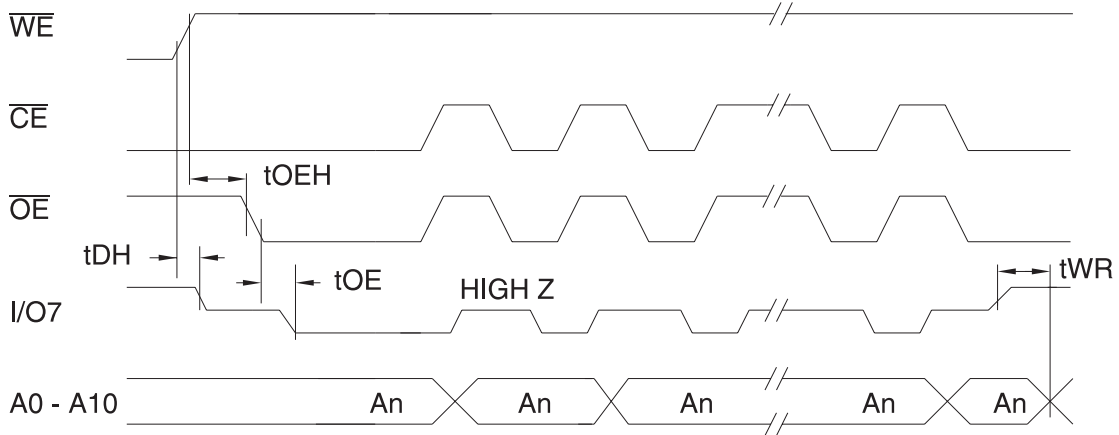 WE
CE
tOEH
OE
tDH
tOE
HIGH Z
tWR
I/O7
A0 - A10
An An An An An